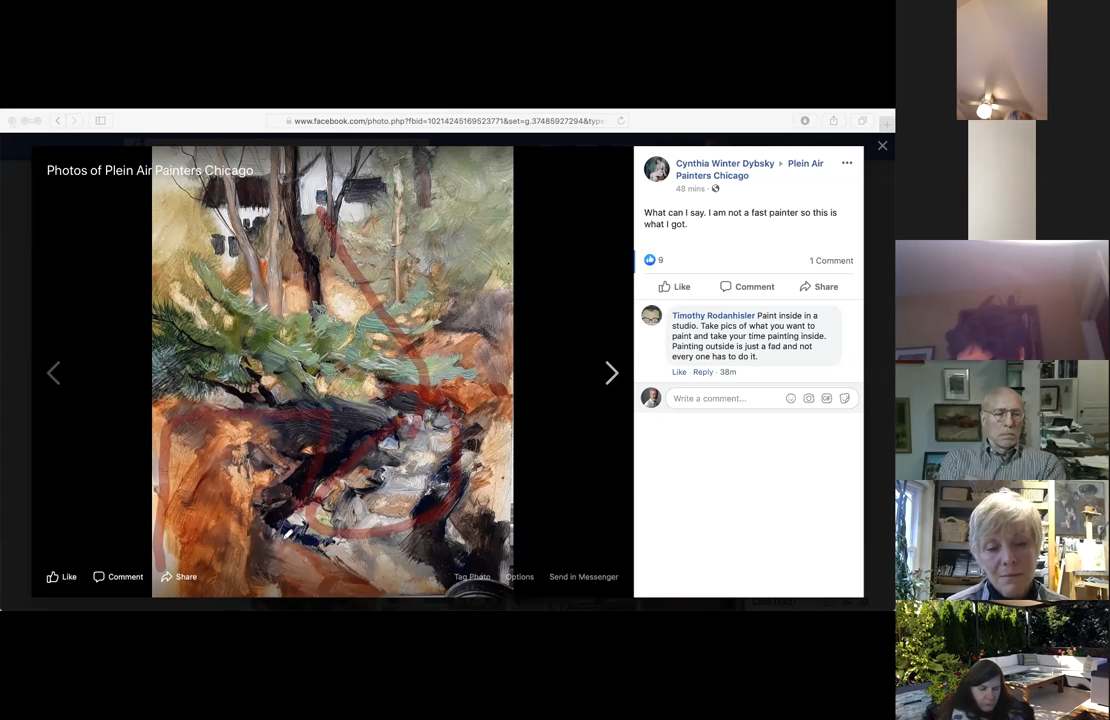 www.facebook.com/photo.php?fbid=10214245169523771&set=g.37485927294&type
Photos of Plein Air Painters Chicago
Cynthia Winter Dybsky ▸ Plein Air
Painters Chicago
48 mins ·
What can I say. I am not a fast painter so this is
what I got.
9
1 Comment
Like Comment Share
Timothy Rodanhisler Paint inside in a
studio. Take pics of what you want to
paint and take your time painting inside.
Painting outside is just a fad and not
every one has to do it.
Like · Reply · 38m
Write a comment...
Like Comment Share
Tag Photo Options Send in Messenger